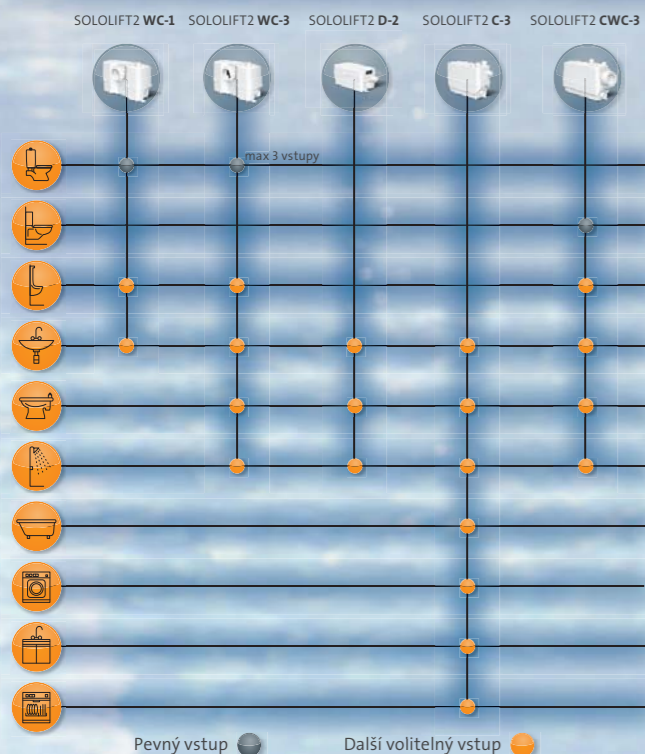 SOLOLIFT2 WC-1 SOLOLIFT2 WC-3 SOLOLIFT2 D-2 SOLOLIFT2 C-3 SOLOLIFT2 CWC-3
max 3 vstupy
Pevný vstup Další volitelný vstup